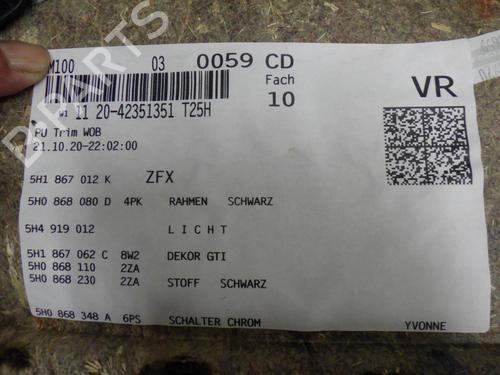 M100 03 0059 CD
Fach
10
VR
W1 11 20-42351351 T25H
PU Trim WOB
21.10.20-22:02:00
5H1 867 012 K ZFX
5H0 868 080 D 4PK RAHMEN SCHWARZ
5H4 919 012 L I C H T
5H1 867 062 C 8W2 DEKOR GTI
5H0 868 110 2ZA
5H0 868 230 2ZA STOFF SCHWARZ
5H0 868 348 A 6PS SCHALTER CHROM
YVONNE
B PARTS